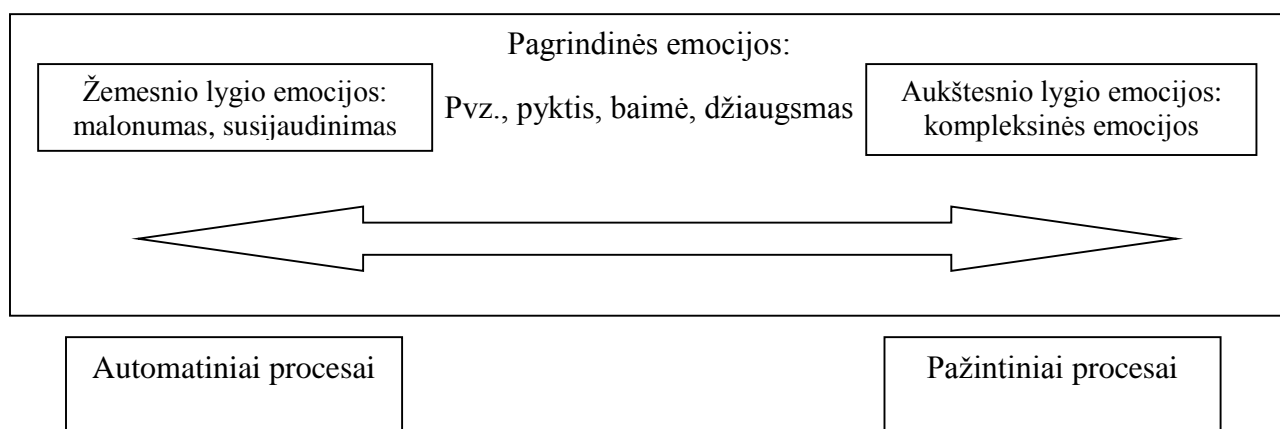 Pagrindinės emocijos:
Žemesnio lygio emocijos:
malonumas, susijaudinimas
Pvz., pyktis, baimė, džiaugsmas
Aukštesnio lygio emocijos:
kompleksinės emocijos
Automatiniai procesai
Pažintiniai procesai